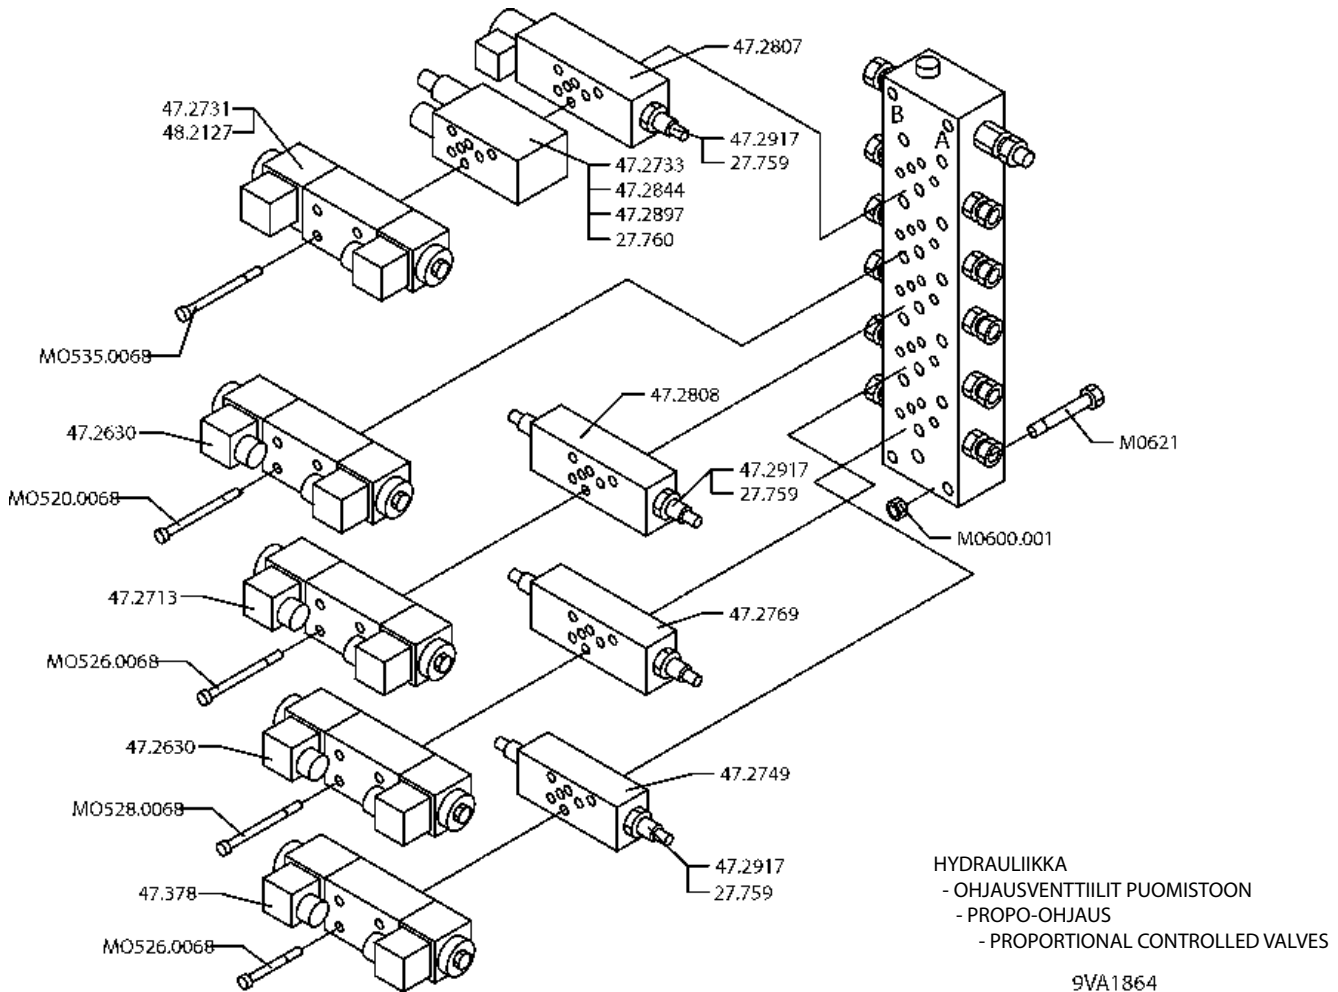 47.2807
47.2731
48.2127
B
A
47.2917
27.759
47.2733
47.2844
47.2897
27.760
MO535.0068
47.2808
47.2630
M0621
47.2917
27.759
MO520.0068
M0600.001
47.2713
47.2769
MO526.0068
47.2630
47.2749
MO528.0068
47.2917
27.759
47.378
MO526.0068
HYDRAULIIKKA
- OHJAUSVENTTIILIT PUOMISTOON
- PROPO-OHJAUS
- PROPORTIONAL CONTROLLED VALVES
9VA1864